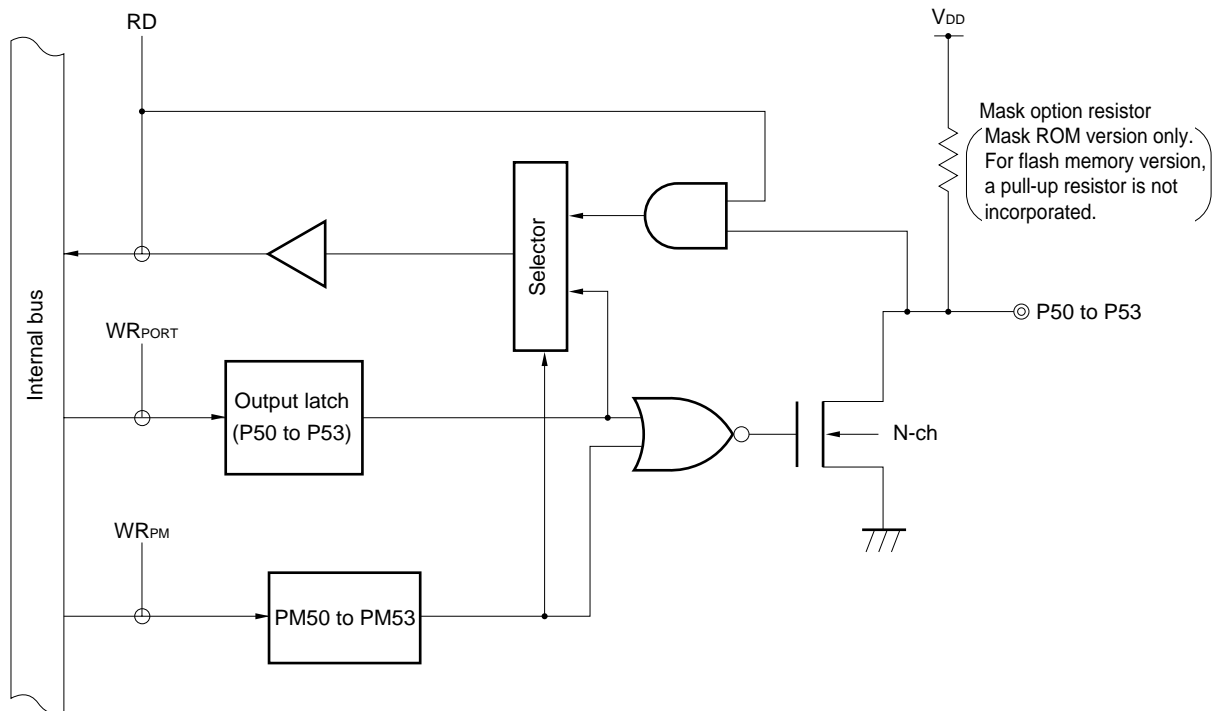 RD
VDD
Mask option resistor
Mask ROM version only.
For flash memory version,
a pull-up resistor is not
incorporated.
Selector
Internal bus
P50 to P53
WRPORT
Output latch
(P50 to P53)
N-ch
WRPM
PM50 to PM53